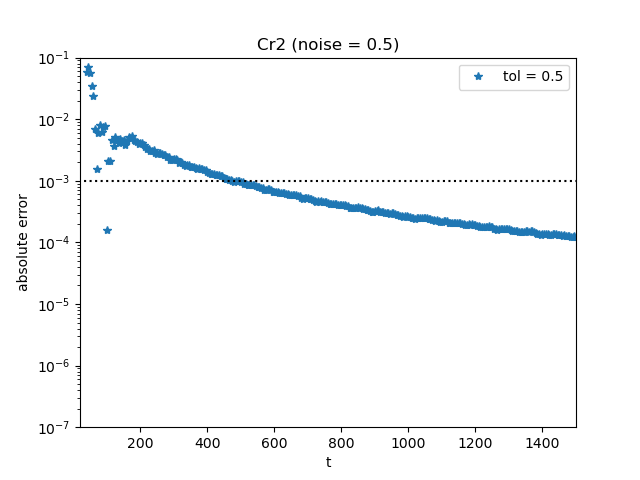 Cr2 (noise = 0.5)
tol = 0.5
absolute error
10⁻¹
10⁻²
10⁻³
10⁻⁴
10⁻⁵
10⁻⁶
10⁻⁷
200 400 600 800 1000 1200 1400
t